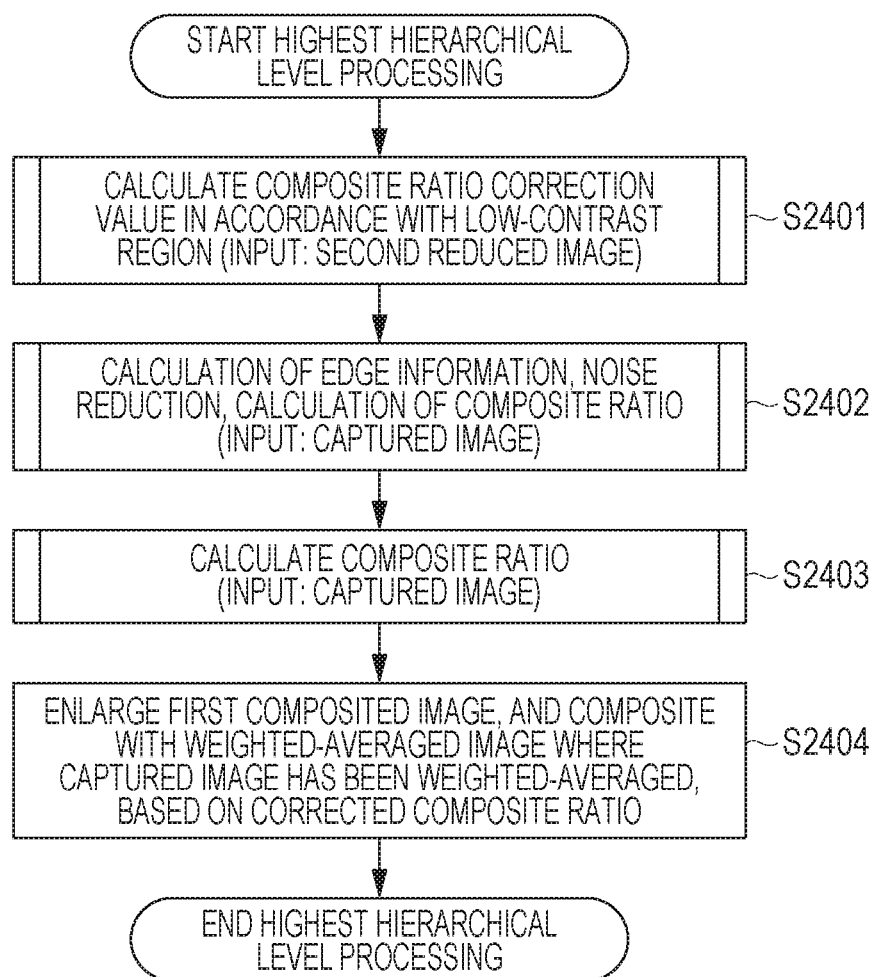 START HIGHEST HIERARCHICAL
LEVEL PROCESSING
CALCULATE COMPOSITE RATIO CORRECTION
VALUE IN ACCORDANCE WITH LOW-CONTRAST
REGION (INPUT: SECOND REDUCED IMAGE)
S2401
CALCULATION OF EDGE INFORMATION, NOISE
REDUCTION, CALCULATION OF COMPOSITE RATIO
(INPUT: CAPTURED IMAGE)
S2402
CALCULATE COMPOSITE RATIO
(INPUT: CAPTURED IMAGE)
S2403
ENLARGE FIRST COMPOSITED IMAGE, AND COMPOSITE
WITH WEIGHTED-AVERAGED IMAGE WHERE
CAPTURED IMAGE HAS BEEN WEIGHTED-AVERAGED,
BASED ON CORRECTED COMPOSITE RATIO
S2404
END HIGHEST HIERARCHICAL
LEVEL PROCESSING